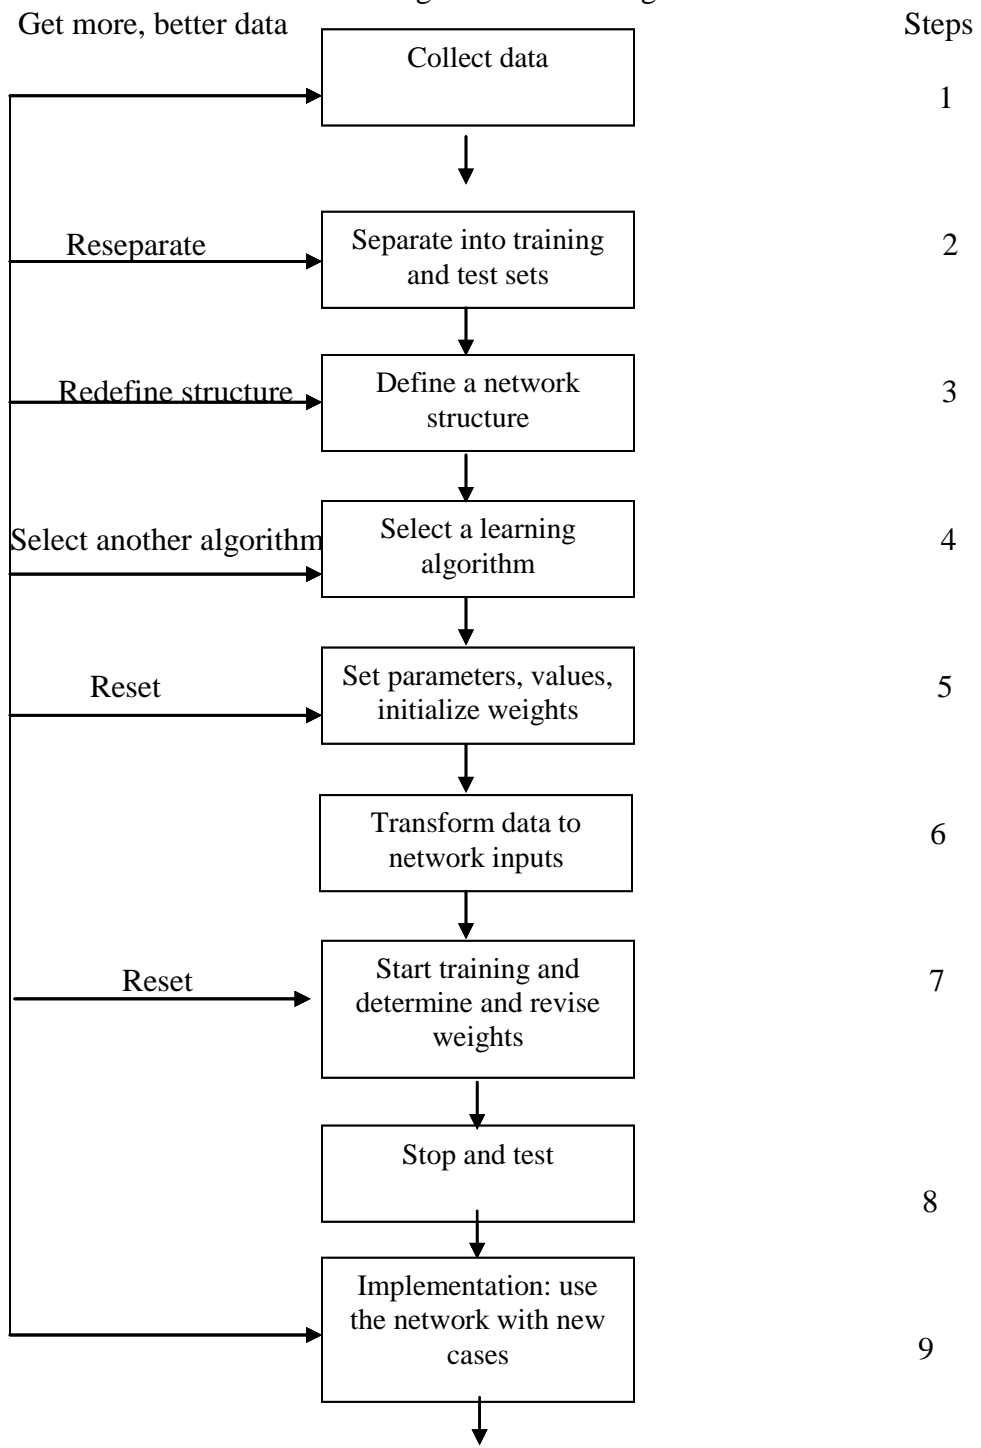 Get more, better data
Steps
Collect data
1
Reseparate
Separate into training
and test sets
2
Redefine structure
Define a network
structure
3
Select another algorithm
Select a learning
algorithm
4
Reset
Set parameters, values,
initialize weights
5
Transform data to
network inputs
6
Reset
Start training and
determine and revise
weights
7
Stop and test
8
Implementation: use
the network with new
cases
9